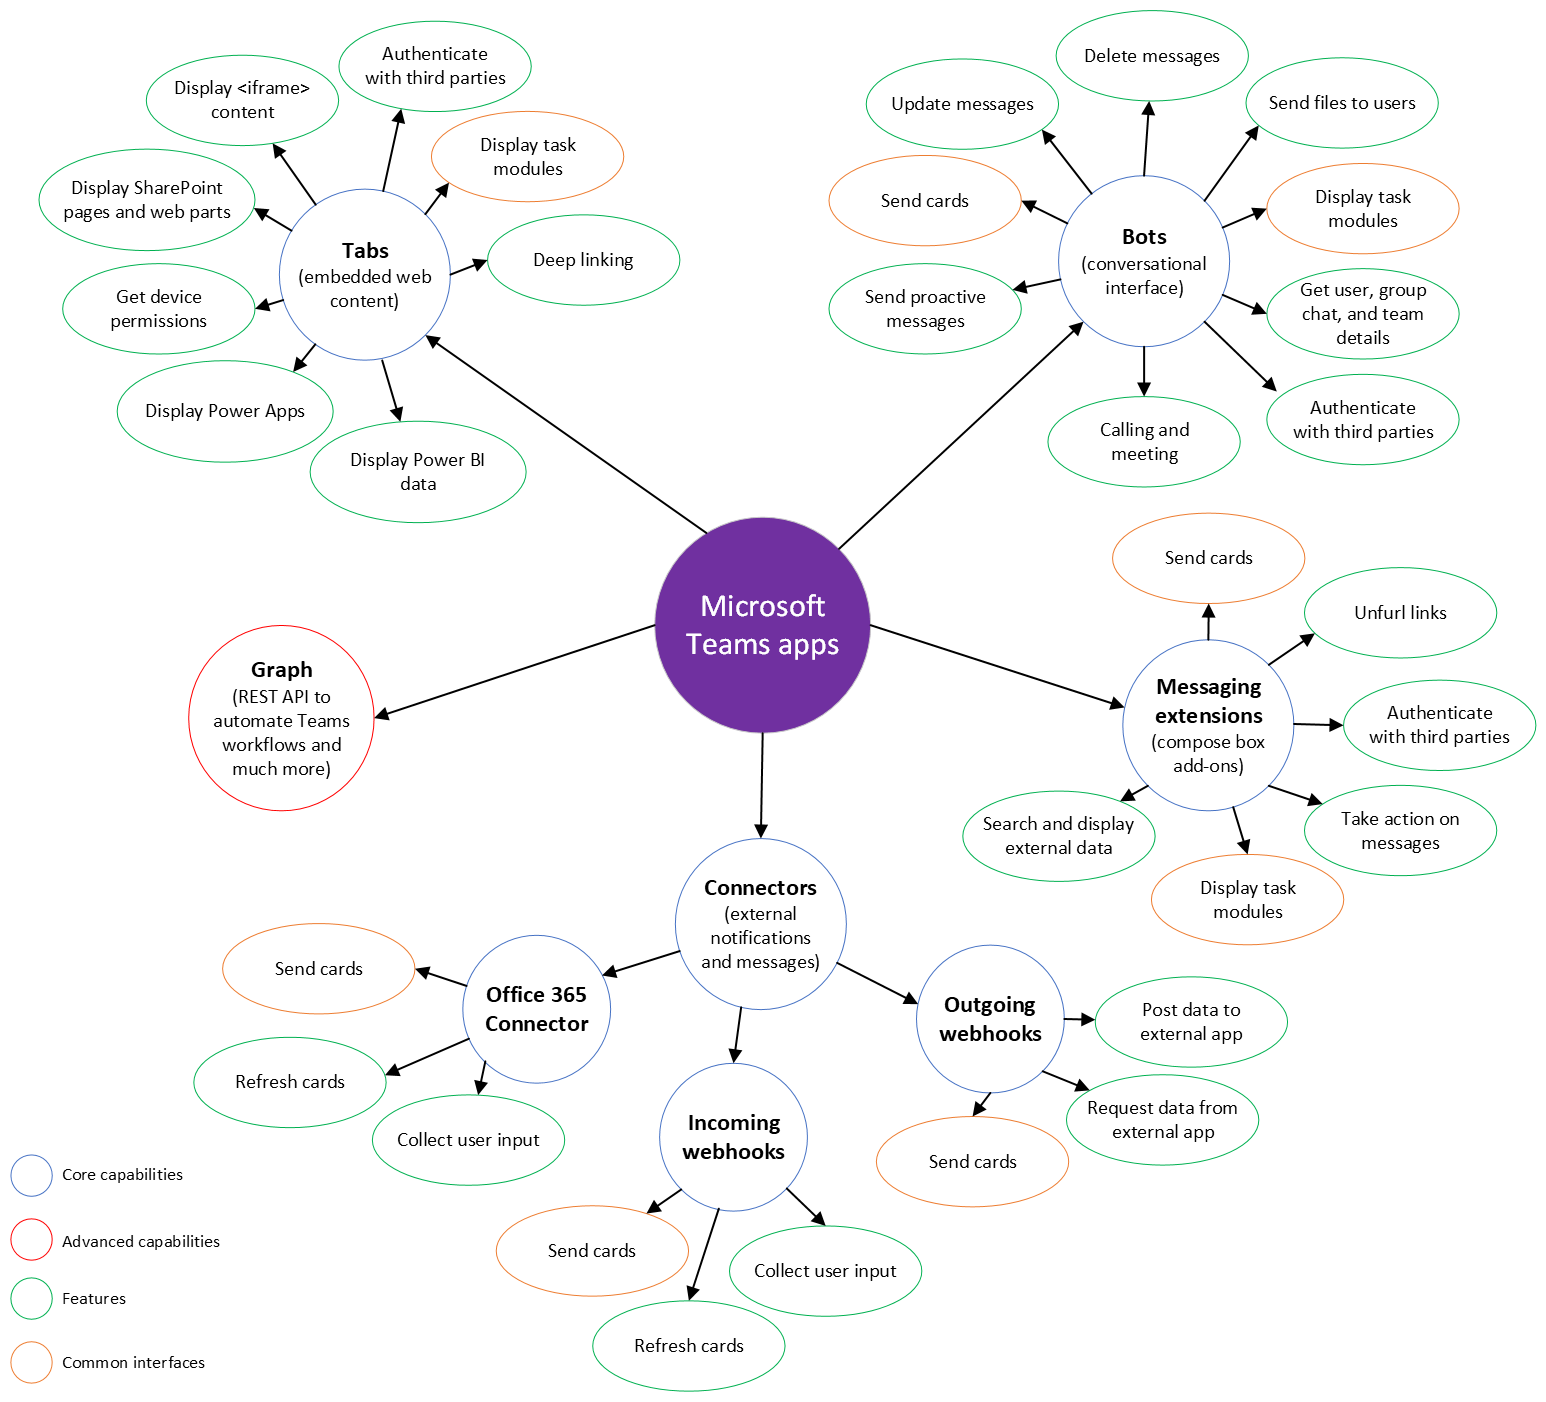 Authenticate
with third parties
Display <iframe>
content
Display task
modules
Display SharePoint
pages and web parts
Tabs
(embedded web
content)
Deep linking
Get device
permissions
Display Power Apps
Display Power BI
data
Delete messages
Update messages
Send files to users
Send cards
Display task
modules
Bots
(conversational
interface)
Send proactive
messages
Get user, group
chat, and team
details
Authenticate
with third parties
Calling and
meeting
Microsoft
Teams apps
Send cards
Unfurl links
Messaging
extensions
(compose box
add-ons)
Authenticate
with third parties
Search and display
external data
Take action on
messages
Display task
modules
Graph
(REST API to
automate Teams
workflows and
much more)
Connectors
(external
notifications
and messages)
Send cards
Office 365
Connector
Refresh cards
Collect user input
Outgoing
webhooks
Post data to
external app
Request data from
external app
Send cards
Incoming
webhooks
Send cards
Collect user input
Refresh cards
Core capabilities
Advanced capabilities
Features
Common interfaces